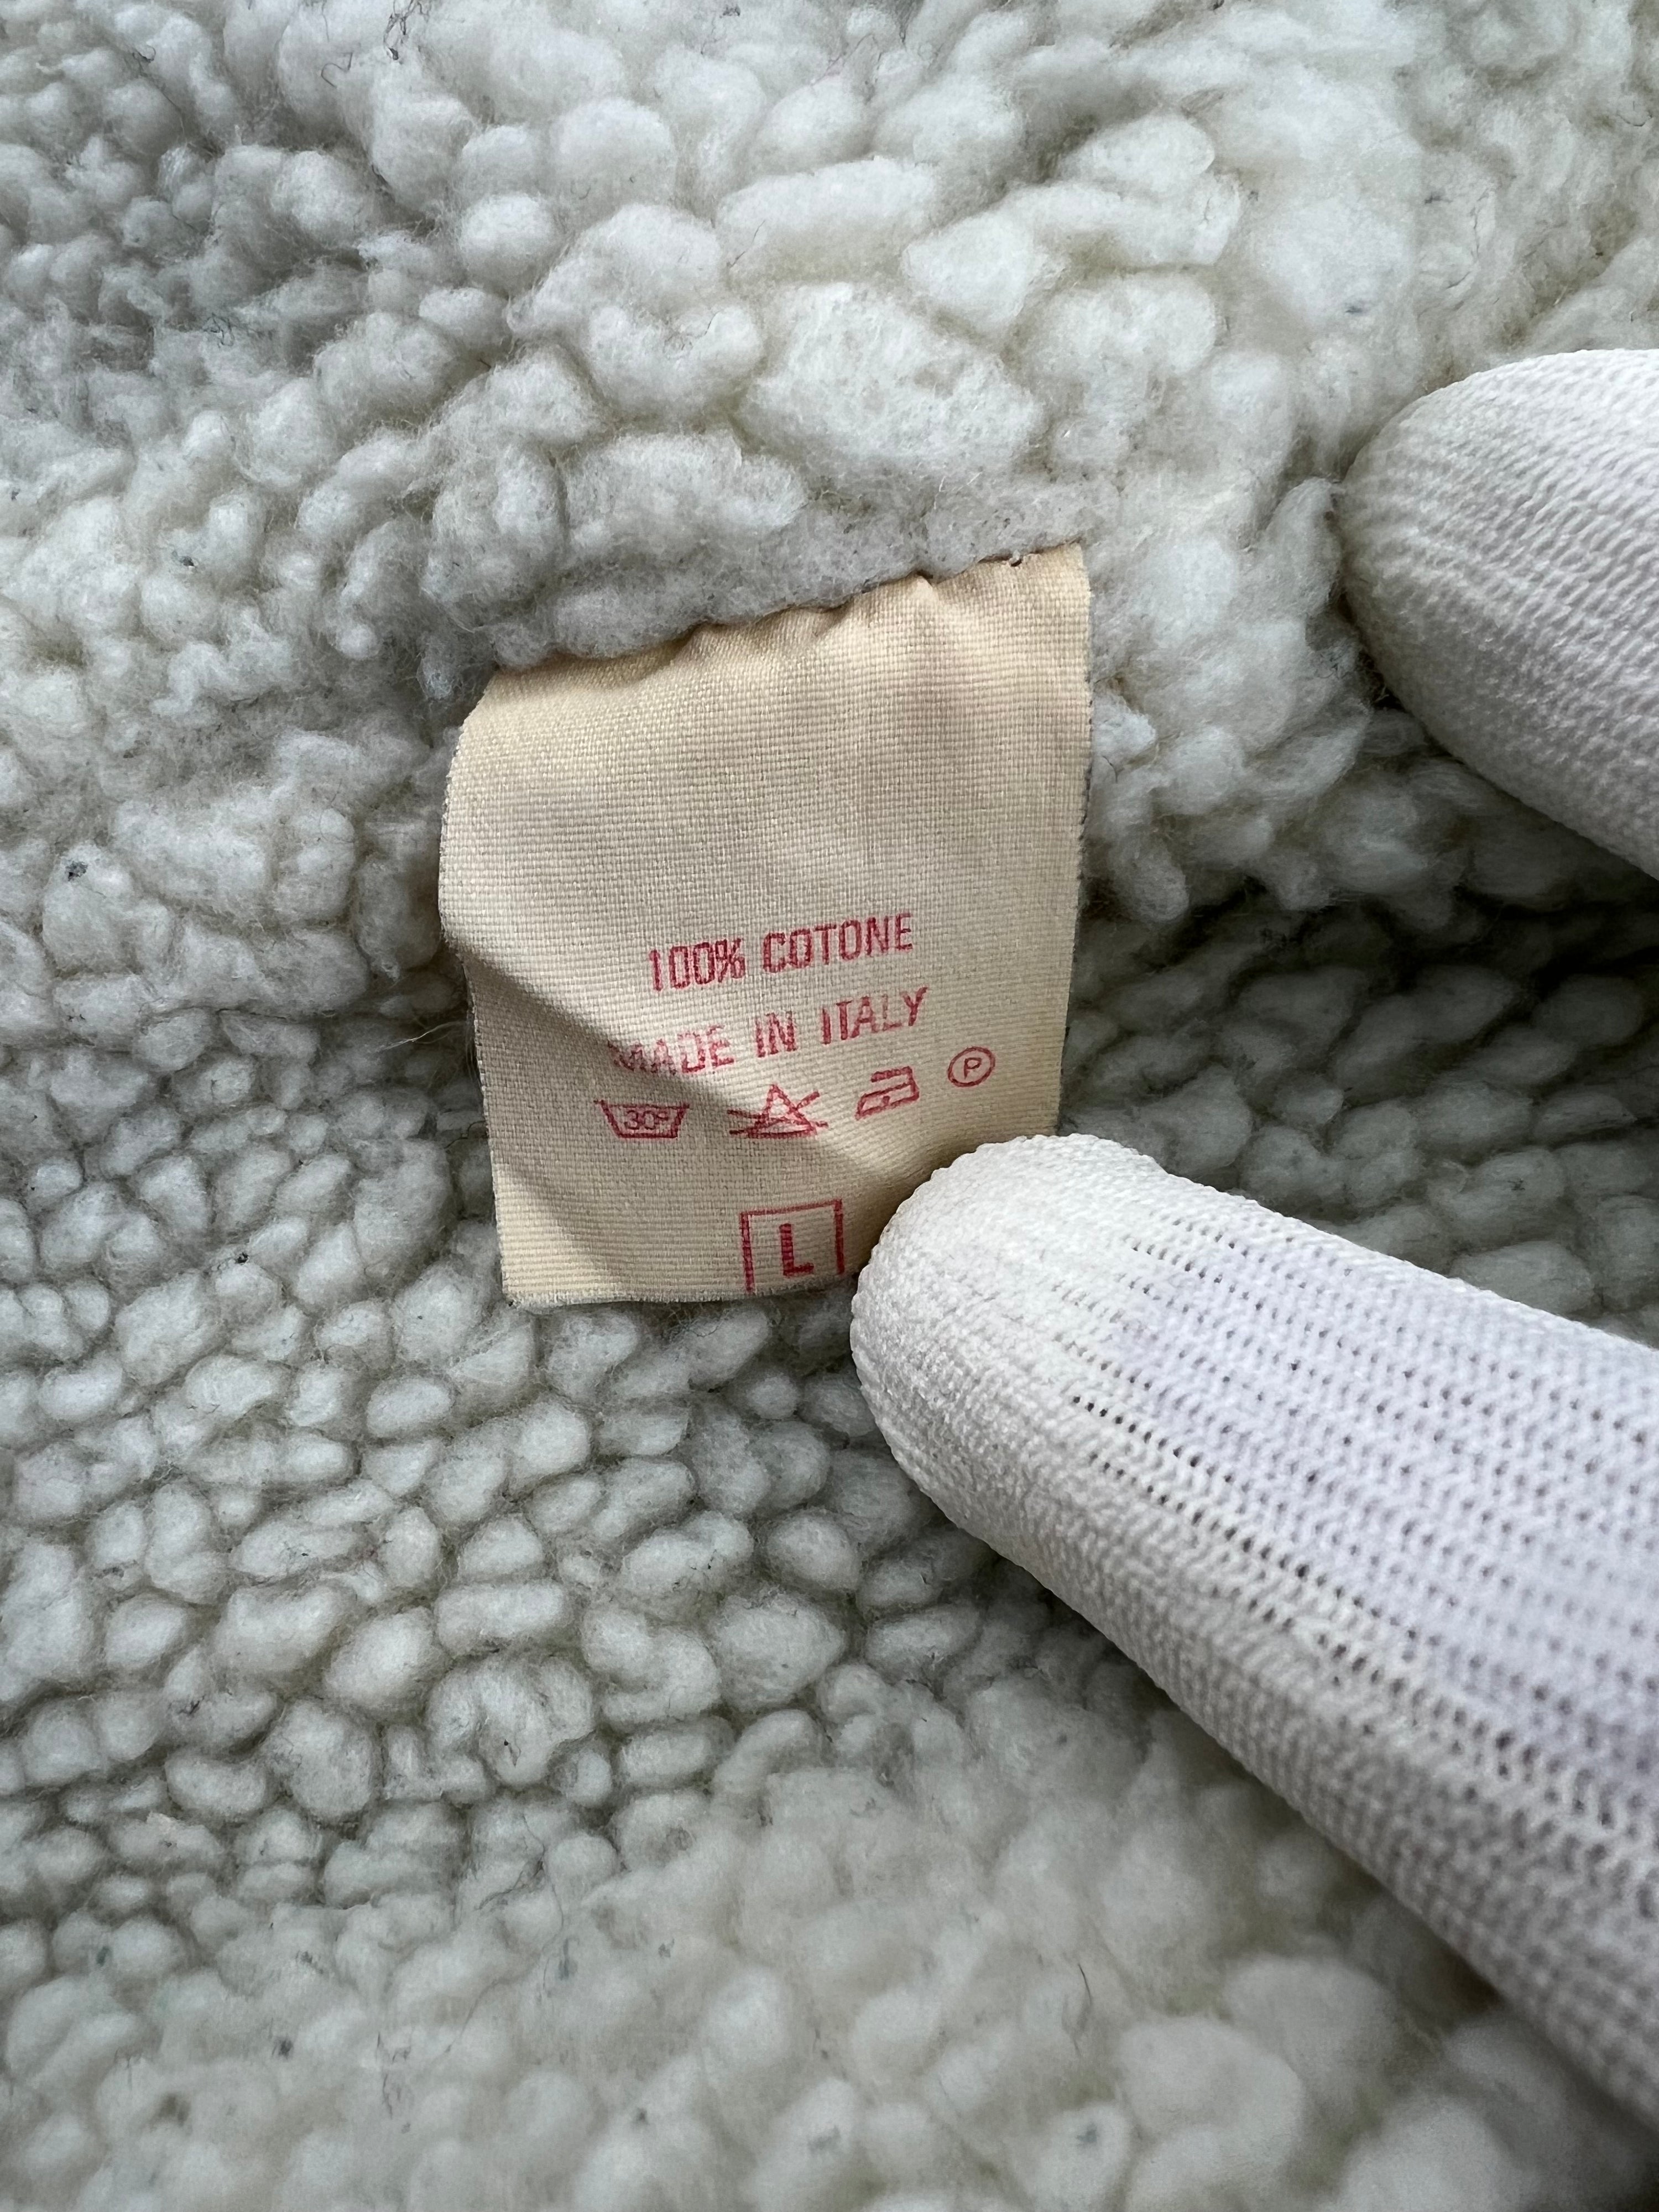 100% COTONE
MADE IN ITALY
30° P
L